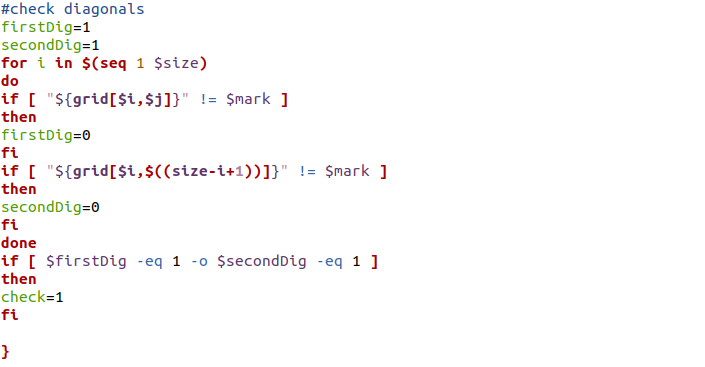 #check diagonals
firstDig=1
secondDig=1
for i in $(seq 1 $size)
do
if [ "${grid[$i,$j]}" != $mark ]
then
firstDig=0
fi
if [ "${grid[$i,$((size-i+1))]}" != $mark ]
then
secondDig=0
fi
done
if [ $firstDig -eq 1 -o $secondDig -eq 1 ]
then
check=1
fi
}